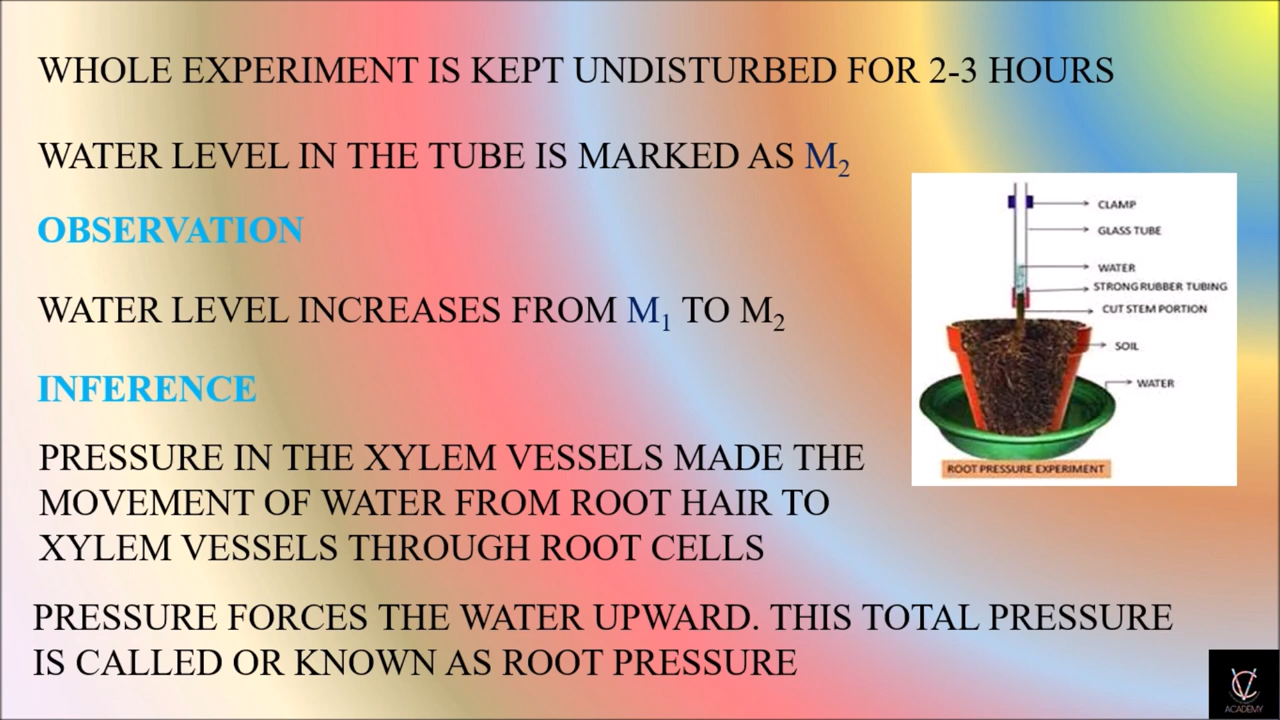 WHOLE EXPERIMENT IS KEPT UNDISTURBED FOR 2-3 HOURS
WATER LEVEL IN THE TUBE IS MARKED AS M₂
OBSERVATION
WATER LEVEL INCREASES FROM M₁ TO M₂
INFERENCE
PRESSURE IN THE XYLEM VESSELS MADE THE
MOVEMENT OF WATER FROM ROOT HAIR TO
XYLEM VESSELS THROUGH ROOT CELLS
PRESSURE FORCES THE WATER UPWARD. THIS TOTAL PRESSURE
IS CALLED OR KNOWN AS ROOT PRESSURE
CLAMP
GLASS TUBE
WATER
STRONG RUBBER TUBING
CUT STEM PORTION
SOIL
WATER
ROOT PRESSURE EXPERIMENT
VC
ACADEMY